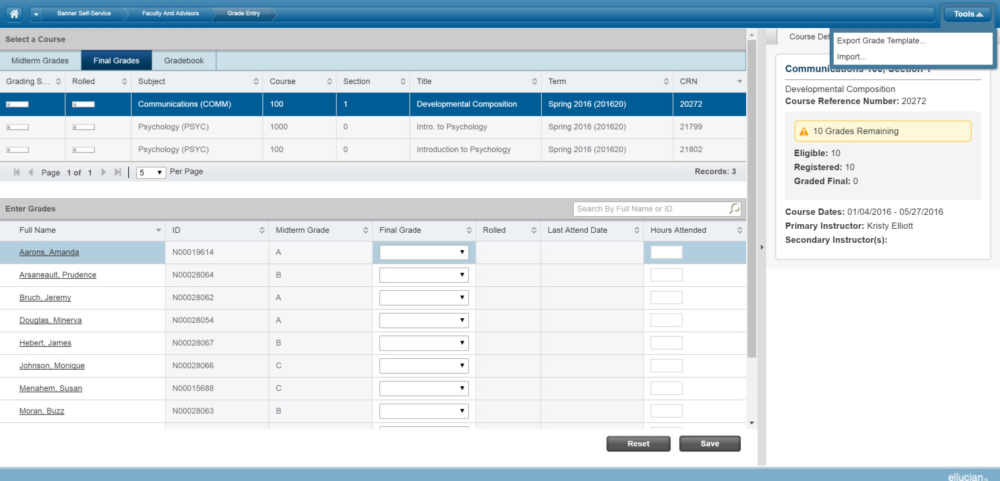 Banner Self-Service Faculty And Advisors Grade Entry Tools
Select a Course
Course Det
Export Grade Template...
Import...
Midterm Grades Final Grades Gradebook
Grading S... Rolled Subject Course Section Title Term CRN
Communications (COMM) 100 1 Developmental Composition Spring 2016 (201620) 20272
Psychology (PSYC) 1000 0 Intro. to Psychology Spring 2016 (201620) 21799
Psychology (PSYC) 100 0 Introduction to Psychology Spring 2016 (201620) 21802
Page 1 of 1 5 Per Page Records: 3
Enter Grades Search By Full Name or ID
Full Name ID Midterm Grade Final Grade Rolled Last Attend Date Hours Attended
Aarons, Amanda N00019614 A
Arsaneault, Prudence N00028064 B
Bruch, Jeremy N00028062 A
Douglas, Minerva N00028054 A
Hebert, James N00028067 B
Johnson, Monique N00028066 C
Menahem, Susan N00015688 C
Moran, Buzz N00028063 B
Reset Save
Communications 100, Section 1
Developmental Composition
Course Reference Number: 20272
10 Grades Remaining
Eligible: 10
Registered: 10
Graded Final: 0
Course Dates: 01/04/2016 - 05/27/2016
Primary Instructor: Kristy Elliott
Secondary Instructor(s):
ellucian